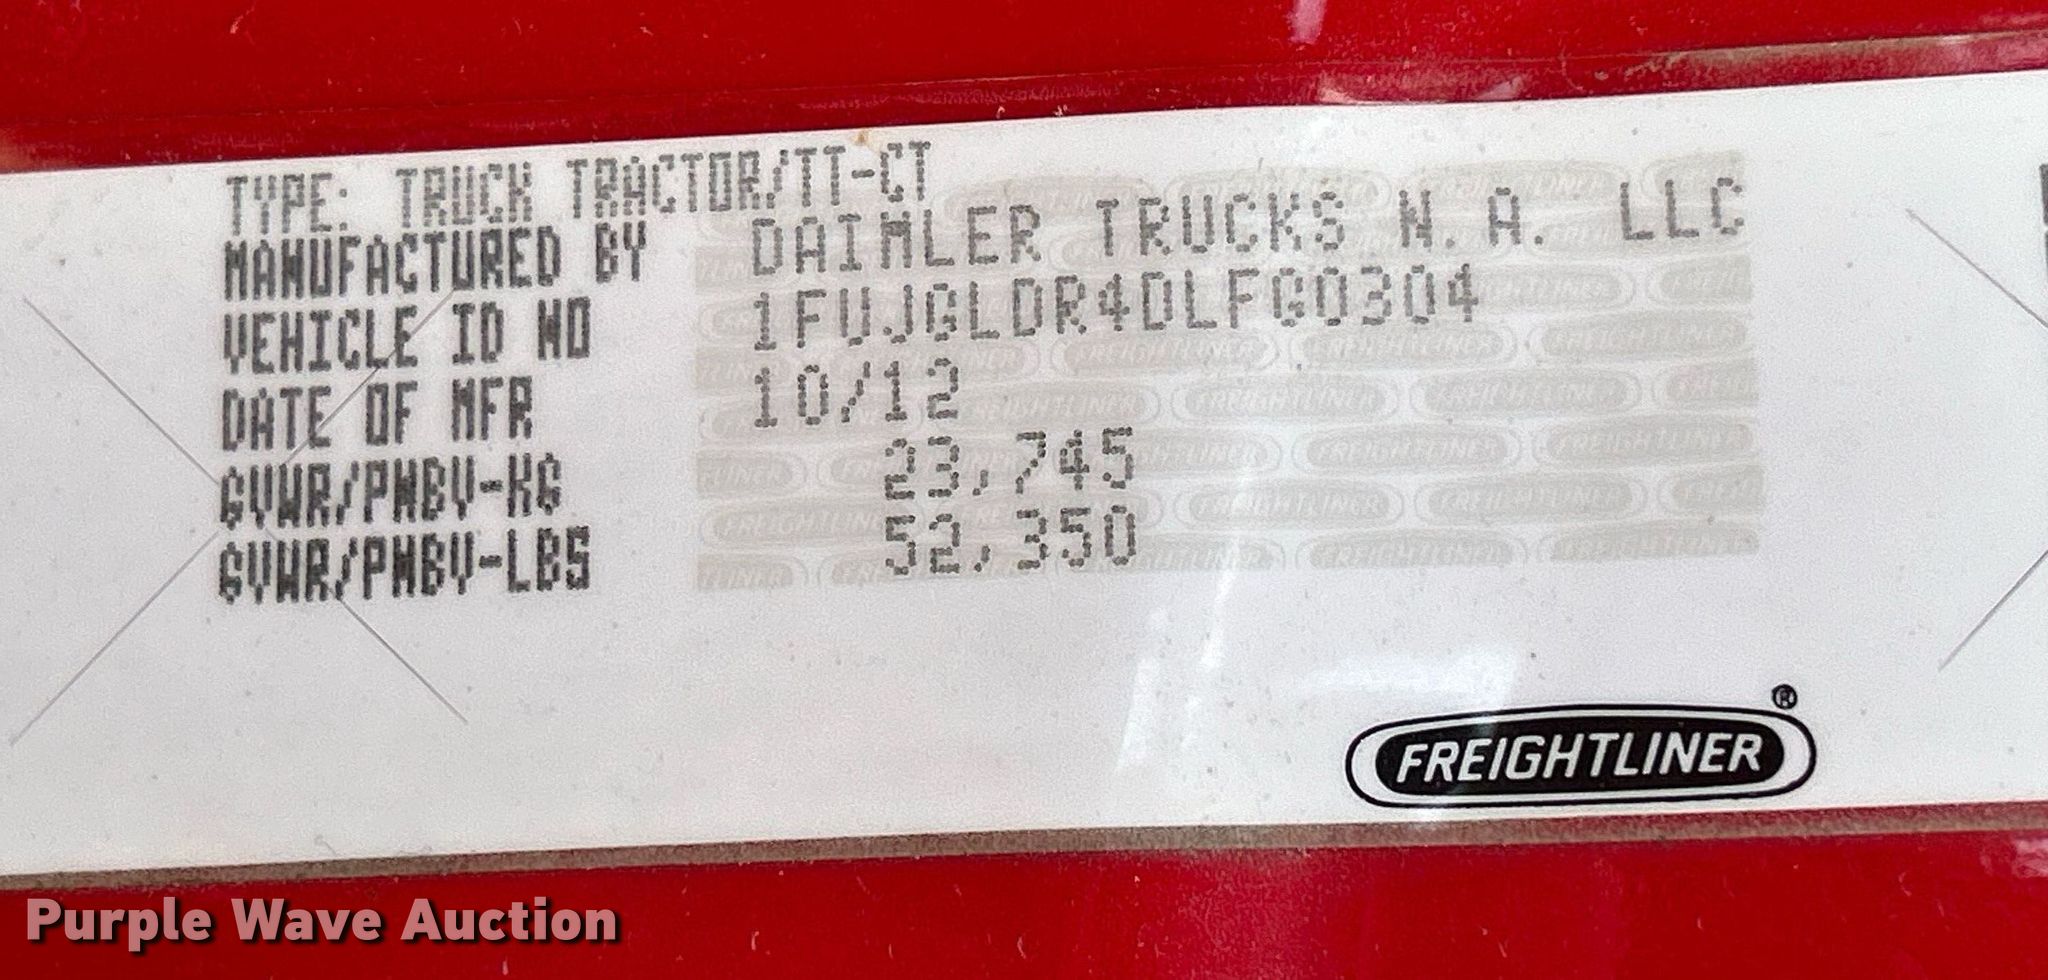 TYPE: TRUCK TRACTOR/TT-CT
MANUFACTURED BY DAIMLER TRUCKS N.A. LLC
VEHICLE ID NO 1FUJGLDR4DLFG0304
DATE OF MFR 10/12
GVWR/PNBV-KG 23,745
GVWR/PNBV-LBS 52,350
FREIGHTLINER®
Purple Wave Auction